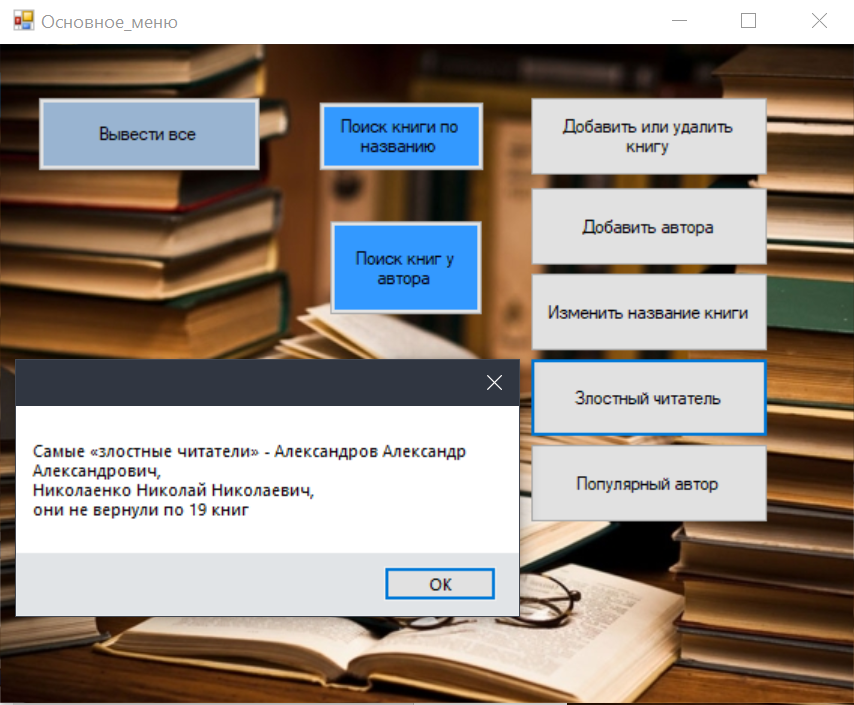 Основное_меню
Вывести все
Поиск книги по
названию
Добавить или удалить
книгу
Добавить автора
Поиск книг у
автора
Изменить название книги
Злостный читатель
Популярный автор
Самые «злостные читатели» - Александров Александр
Александрович,
Николаенко Николай Николаевич,
они не вернули по 19 книг
ОК